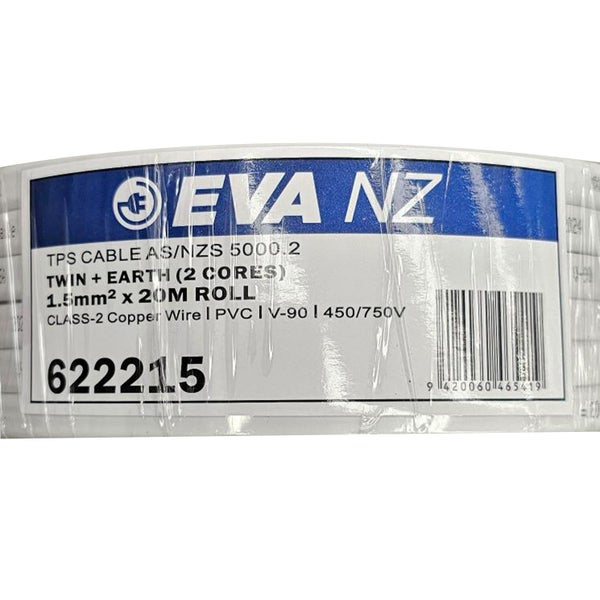 EVA NZ
TPS CABLE AS/NZS 5000.2
TWIN + EARTH (2 CORES)
1.5mm² x 20M ROLL
CLASS-2 Copper Wire | PVC | V-90 | 450/750V
622215
9 420060 465419